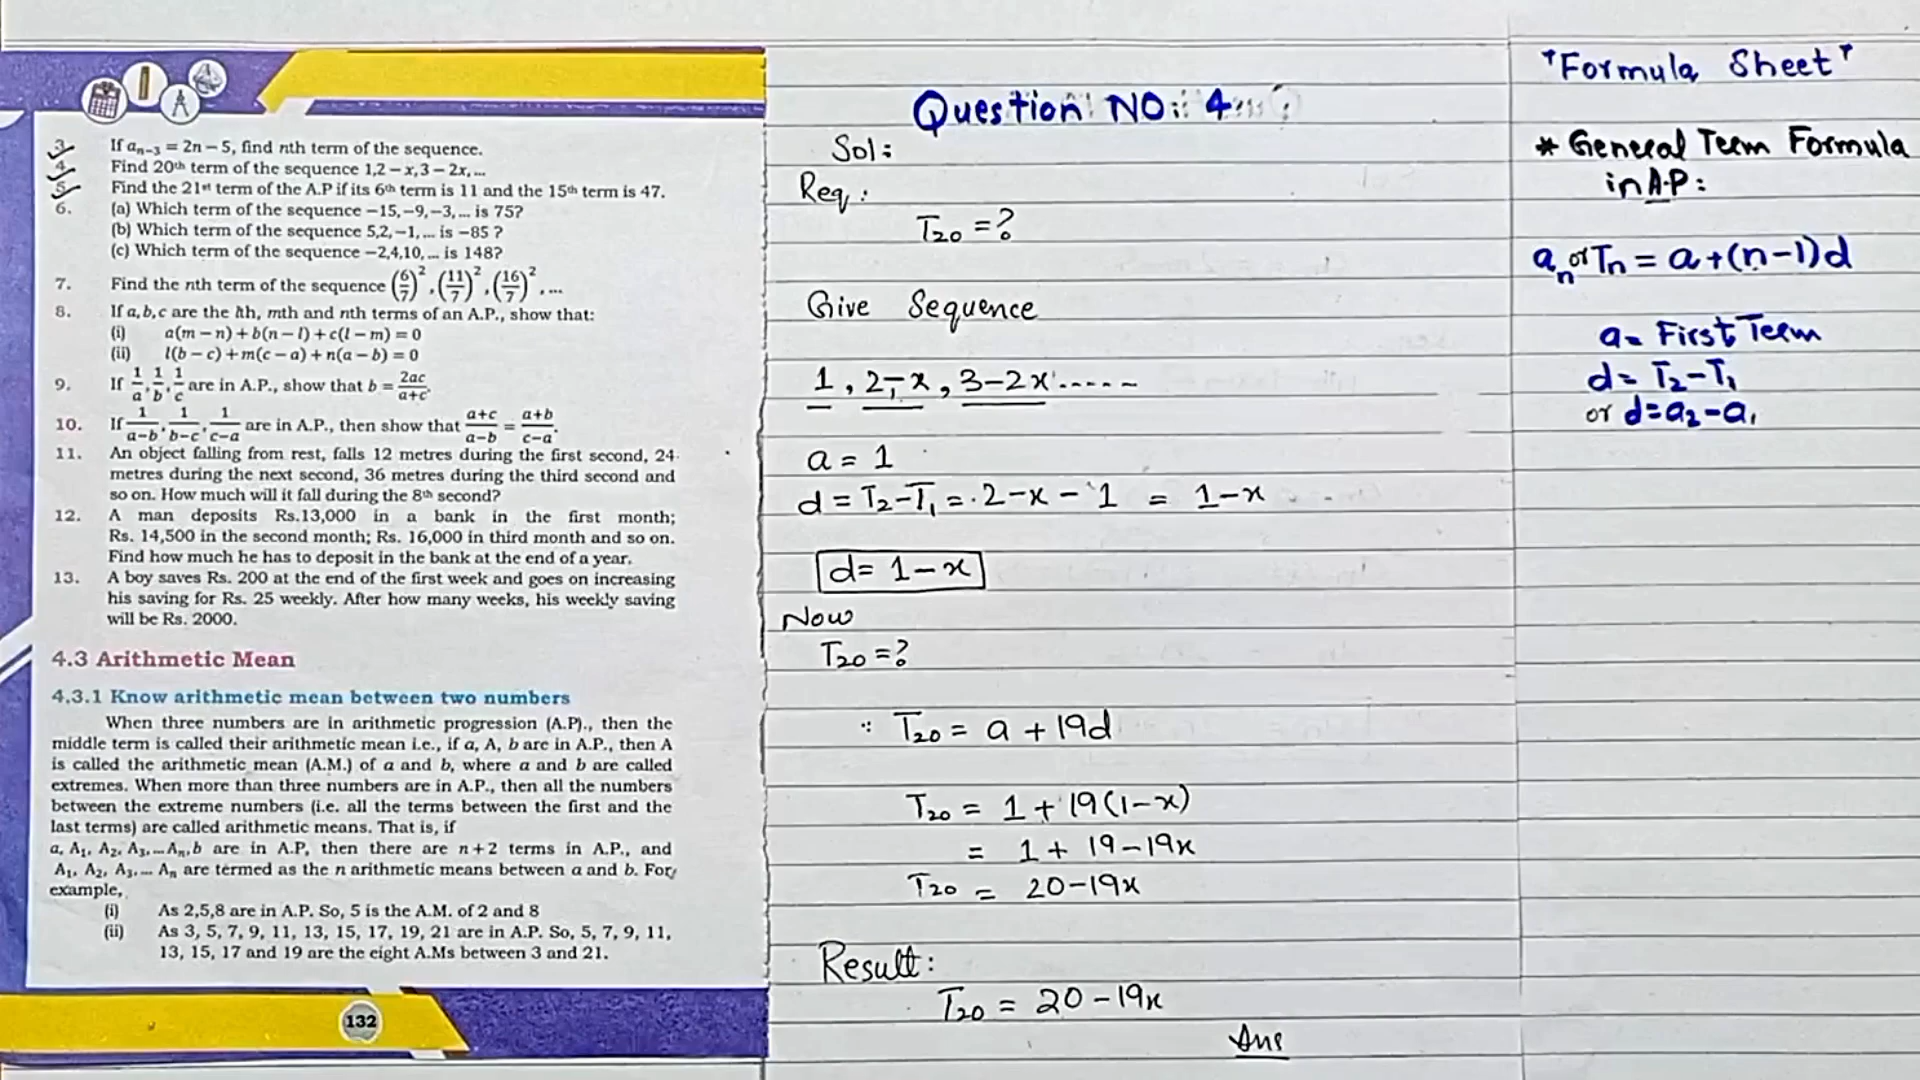 3. If aₙ₋₃ = 2n − 5, find nth term of the sequence.
4. Find 20th term of the sequence 1,2 − x,3 − 2x,...
5. Find the 21st term of the A.P if its 6th term is 11 and the 15th term is 47.
6. (a) Which term of the sequence −15,−9,−3,... is 75?
(b) Which term of the sequence 5,2,−1,... is −85 ?
(c) Which term of the sequence −2,4,10,... is 148?
7. Find the nth term of the sequence (6/7)², (11/7)², (16/7)², ...
8. If a,b,c are the lth, mth and nth terms of an A.P., show that:
(i) a(m − n) + b(n − l) + c(l − m) = 0
(ii) l(b − c) + m(c − a) + n(a − b) = 0
9. If 1/a, 1/b, 1/c are in A.P., show that b = 2ac/a+c.
10. If 1/a−b, 1/b−c, 1/c−a are in A.P., then show that a+c/a−b = a+b/c−a.
11. An object falling from rest, falls 12 metres during the first second, 24
metres during the next second, 36 metres during the third second and
so on. How much will it fall during the 8th second?
12. A man deposits Rs.13,000 in a bank in the first month;
Rs. 14,500 in the second month; Rs. 16,000 in third month and so on.
Find how much he has to deposit in the bank at the end of a year.
13. A boy saves Rs. 200 at the end of the first week and goes on increasing
his saving for Rs. 25 weekly. After how many weeks, his weekly saving
will be Rs. 2000.
4.3 Arithmetic Mean
4.3.1 Know arithmetic mean between two numbers
When three numbers are in arithmetic progression (A.P)., then the
middle term is called their arithmetic mean i.e., if a, A, b are in A.P., then A
is called the arithmetic mean (A.M.) of a and b, where a and b are called
extremes. When more than three numbers are in A.P., then all the numbers
between the extreme numbers (i.e. all the terms between the first and the
last terms) are called arithmetic means. That is, if
a, A₁, A₂, A₃,...Aₙ,b are in A.P, then there are n+2 terms in A.P., and
A₁, A₂, A₃,... Aₙ are termed as the n arithmetic means between a and b. For
example,
(i) As 2,5,8 are in A.P. So, 5 is the A.M. of 2 and 8
(ii) As 3, 5, 7, 9, 11, 13, 15, 17, 19, 21 are in A.P. So, 5, 7, 9, 11,
13, 15, 17 and 19 are the eight A.Ms between 3 and 21.
132
Question NO: 4
Sol:
Req:
T₂₀ = ?
Give Sequence
1, 2-x, 3-2x .....
a = 1
d = T₂-T₁ = 2-x - 1 = 1-x
d= 1-x
Now
T₂₀ = ?
∵ T₂₀ = a + 19d
T₂₀ = 1 + 19(1-x)
= 1 + 19-19x
T₂₀ = 20-19x
Result:
T₂₀ = 20-19x
Ans
"Formula Sheet"
* General Term Formula
in A.P:
aₙ or Tₙ = a+(n-1)d
a= First Term
d= T₂-T₁
or d=a₂-a₁